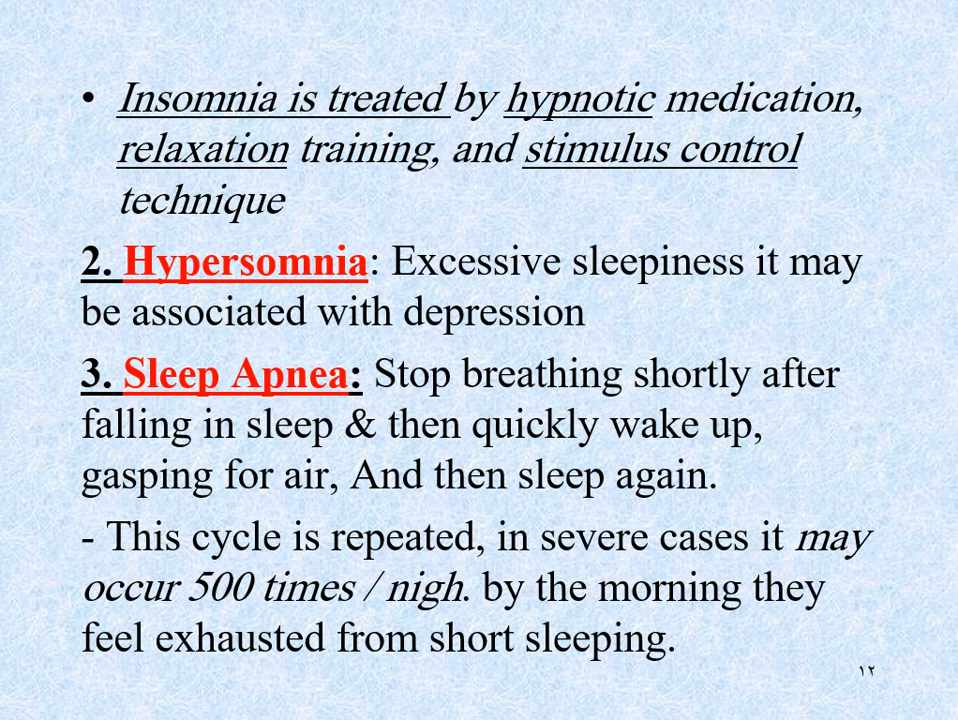 • Insomnia is treated by hypnotic medication,
relaxation training, and stimulus control
technique
2. Hypersomnia: Excessive sleepiness it may
be associated with depression
3. Sleep Apnea: Stop breathing shortly after
falling in sleep & then quickly wake up,
gasping for air, And then sleep again.
- This cycle is repeated, in severe cases it may
occur 500 times / nigh. by the morning they
feel exhausted from short sleeping.
١٢